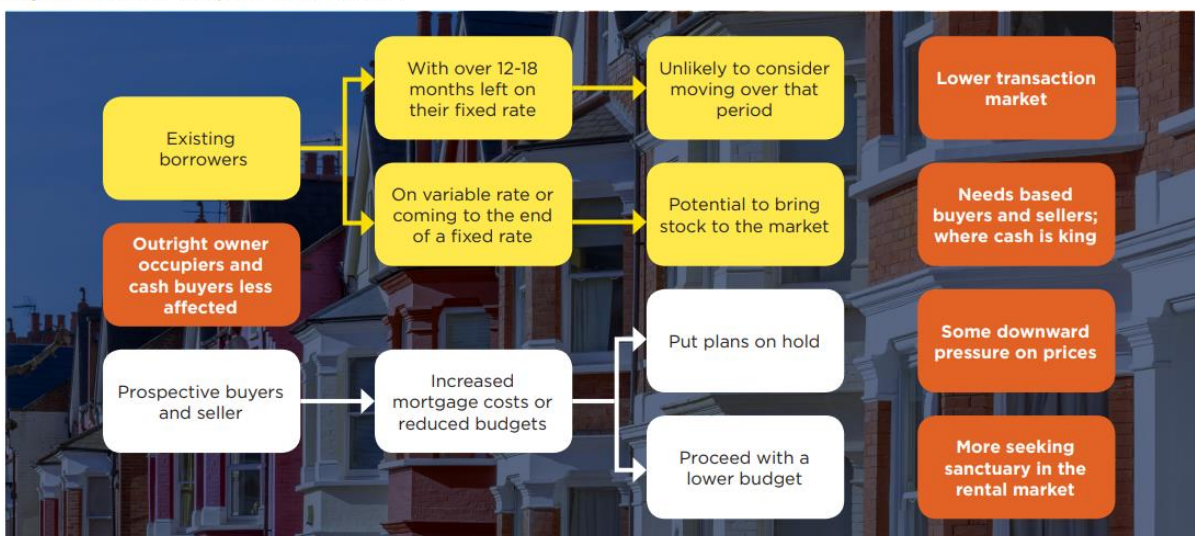 Existing
borrowers
With over 12-18
months left on
their fixed rate
Unlikely to consider
moving over that
period
On variable rate or
coming to the end
of a fixed rate
Potential to bring
stock to the market
Outright owner
occupiers and
cash buyers less
affected
Prospective buyers
and seller
Increased
mortgage costs or
reduced budgets
Put plans on hold
Proceed with a
lower budget
Lower transaction
market
Needs based
buyers and sellers;
where cash is king
Some downward
pressure on prices
More seeking
sanctuary in the
rental market